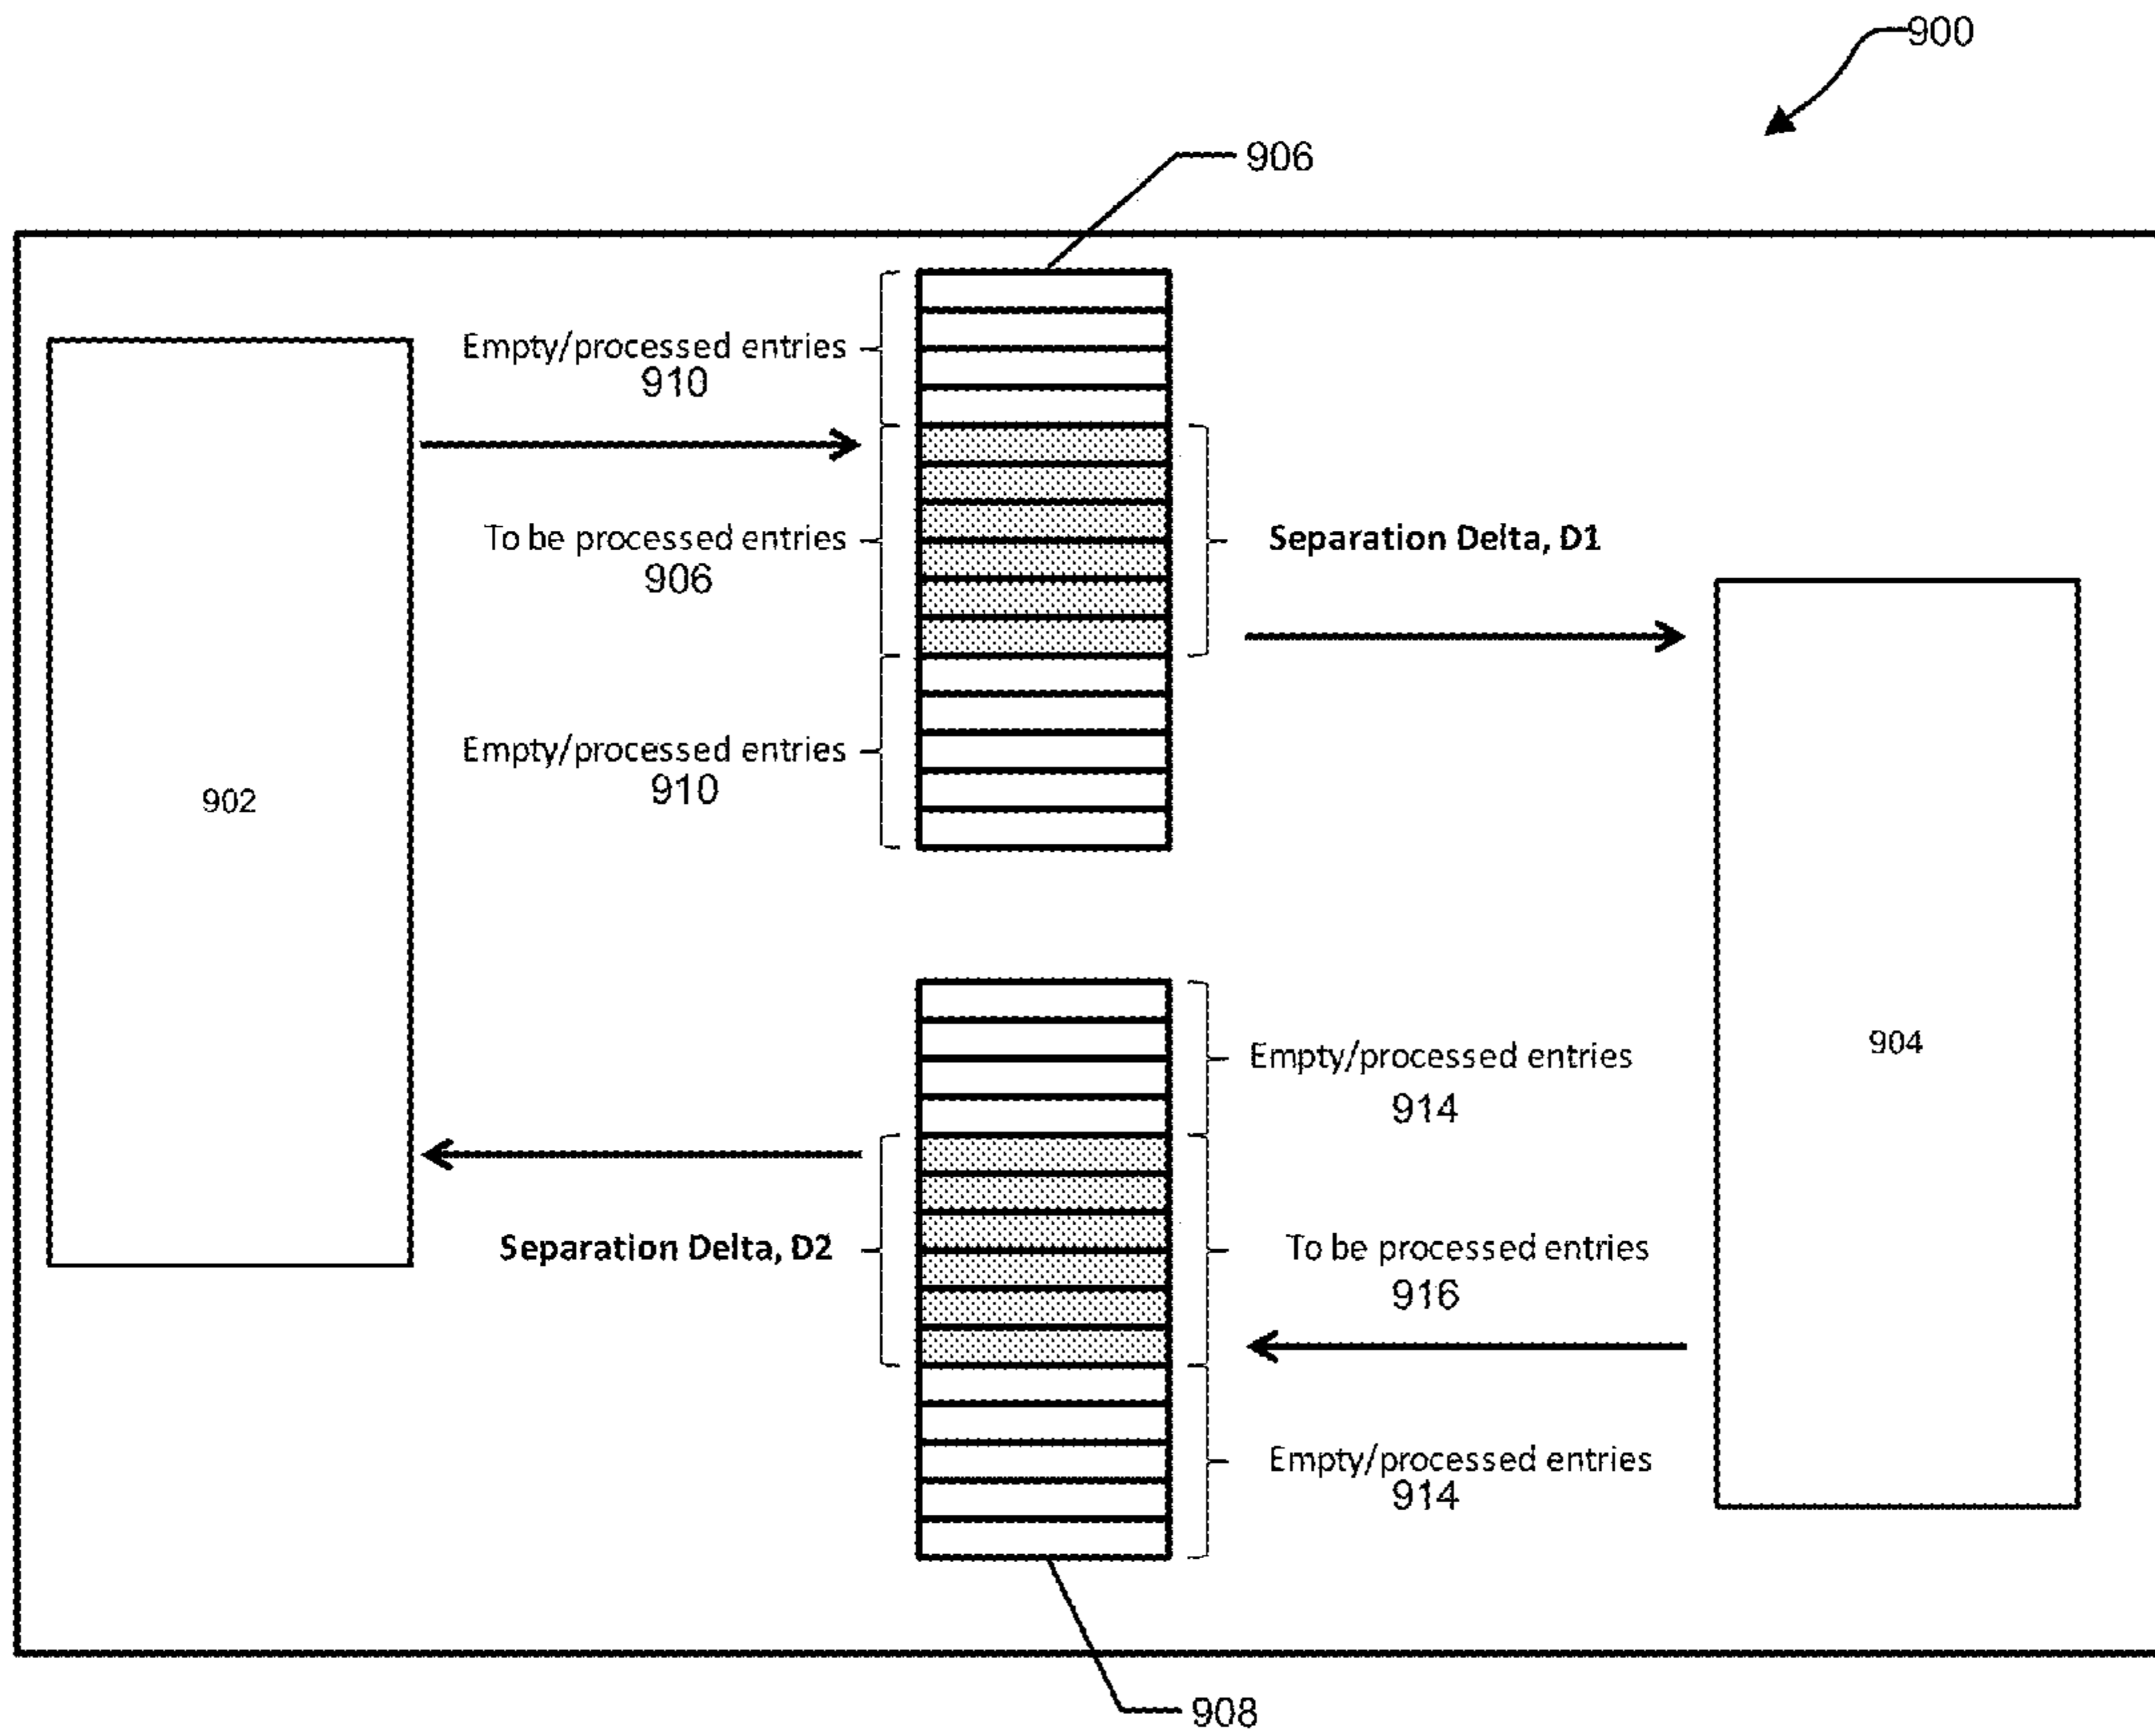 900
906
Empty/processed entries
910
To be processed entries
906
Separation Delta, D1
Empty/processed entries
910
902
904
Empty/processed entries
914
Separation Delta, D2
To be processed entries
916
Empty/processed entries
914
908